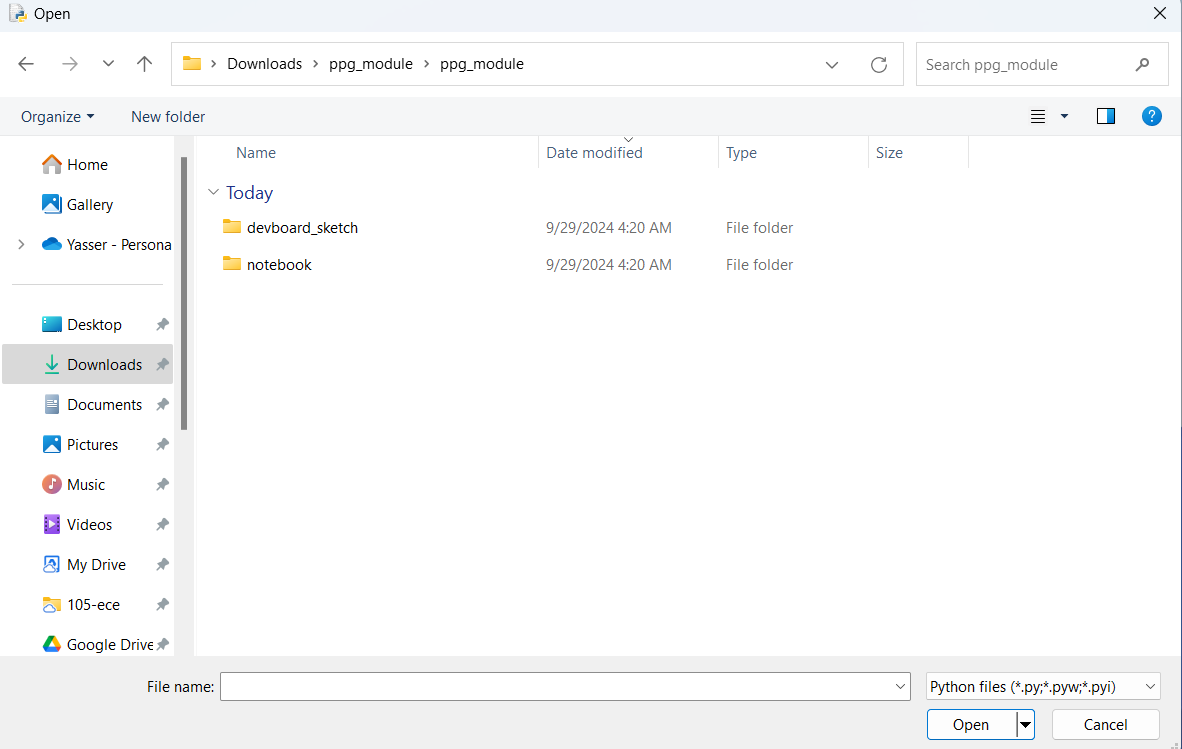 Open
Downloads > ppg_module > ppg_module
Search ppg_module
Organize
New folder
?
Name
Date modified
Type
Size
Home
Gallery
Yasser - Persona
Desktop
Downloads
Documents
Pictures
Music
Videos
My Drive
105-ece
Google Drive
Today
devboard_sketch 9/29/2024 4:20 AM File folder
notebook 9/29/2024 4:20 AM File folder
File name:
Python files (*.py;*.pyw;*.pyi)
Open
Cancel